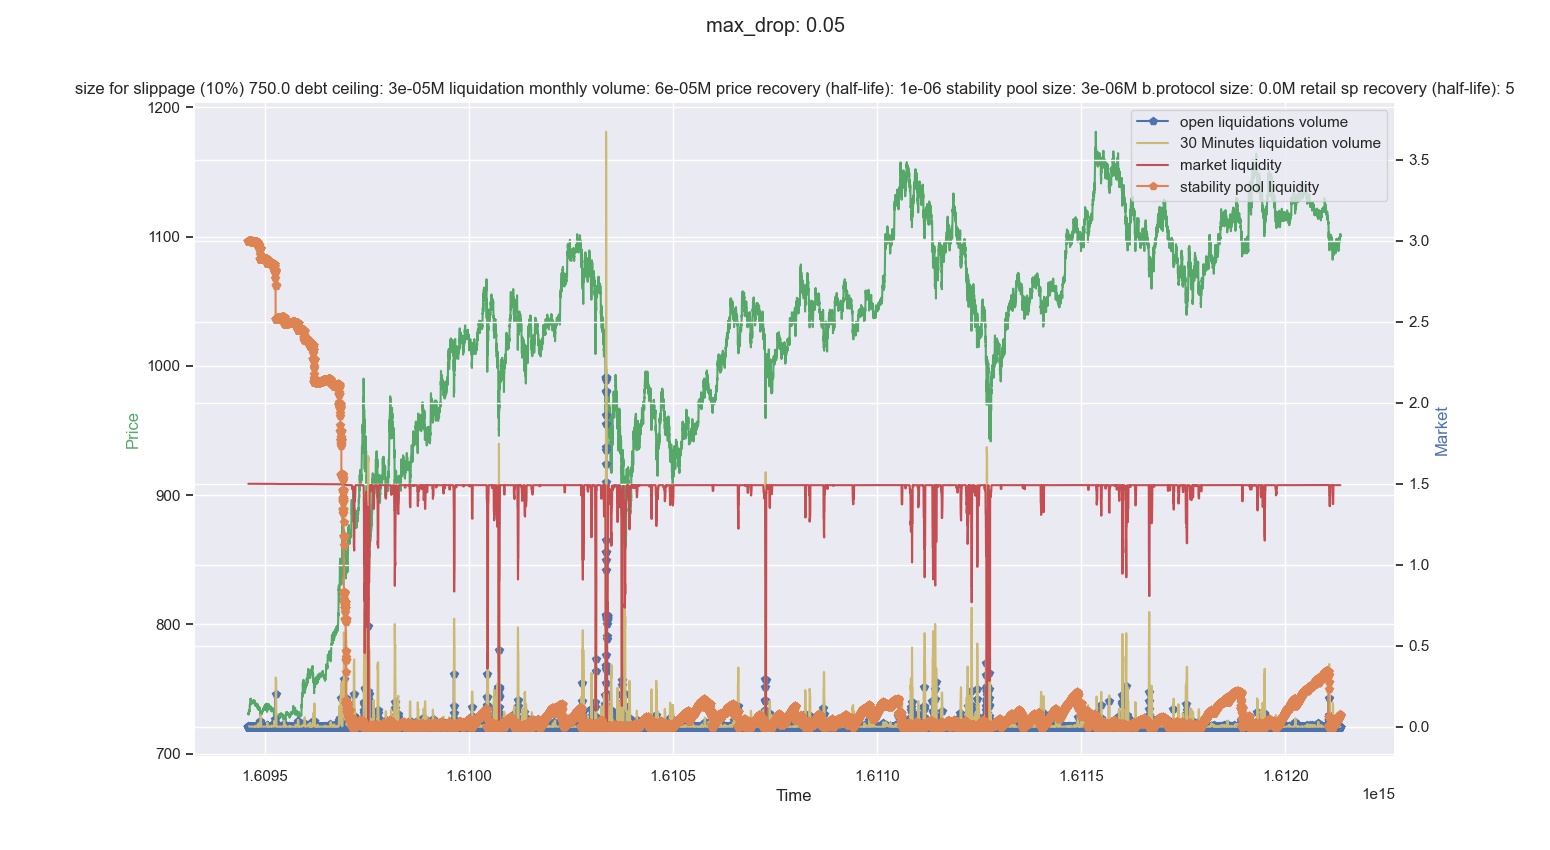 max_drop: 0.05
size for slippage (10%) 750.0 debt ceiling: 3e-05M liquidation monthly volume: 6e-05M price recovery (half-life): 1e-06 stability pool size: 3e-06M b.protocol size: 0.0M retail sp recovery (half-life): 5
open liquidations volume
30 Minutes liquidation volume
market liquidity
stability pool liquidity
1200
1100
1000
900
800
700
Price
3.5
3.0
2.5
2.0
1.5
1.0
0.5
0.0
Market
1.6095 1.6100 1.6105 1.6110 1.6115 1.6120
Time
1e15